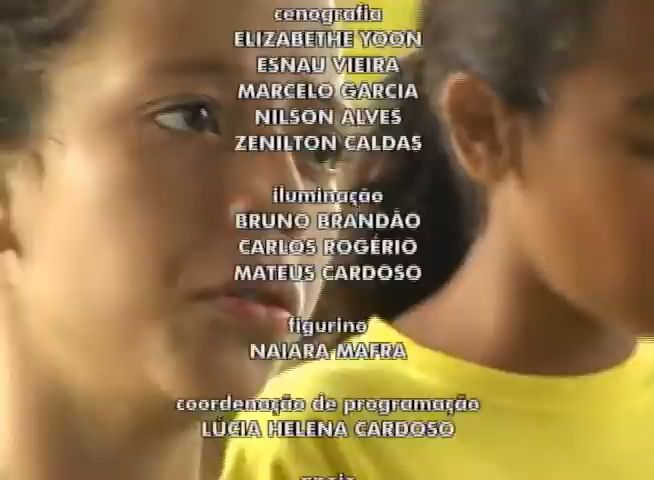 cenografia
ELIZABETHE YOON
ESNAU VIEIRA
MARCELO GARCIA
NILSON ALVES
ZENILTON CALDAS
iluminação
BRUNO BRANDÃO
CARLOS ROGÉRIO
MATEUS CARDOSO
figurino
NAIARA MAFRA
coordenação de programação
LÚCIA HELENA CARDOSO
apoio